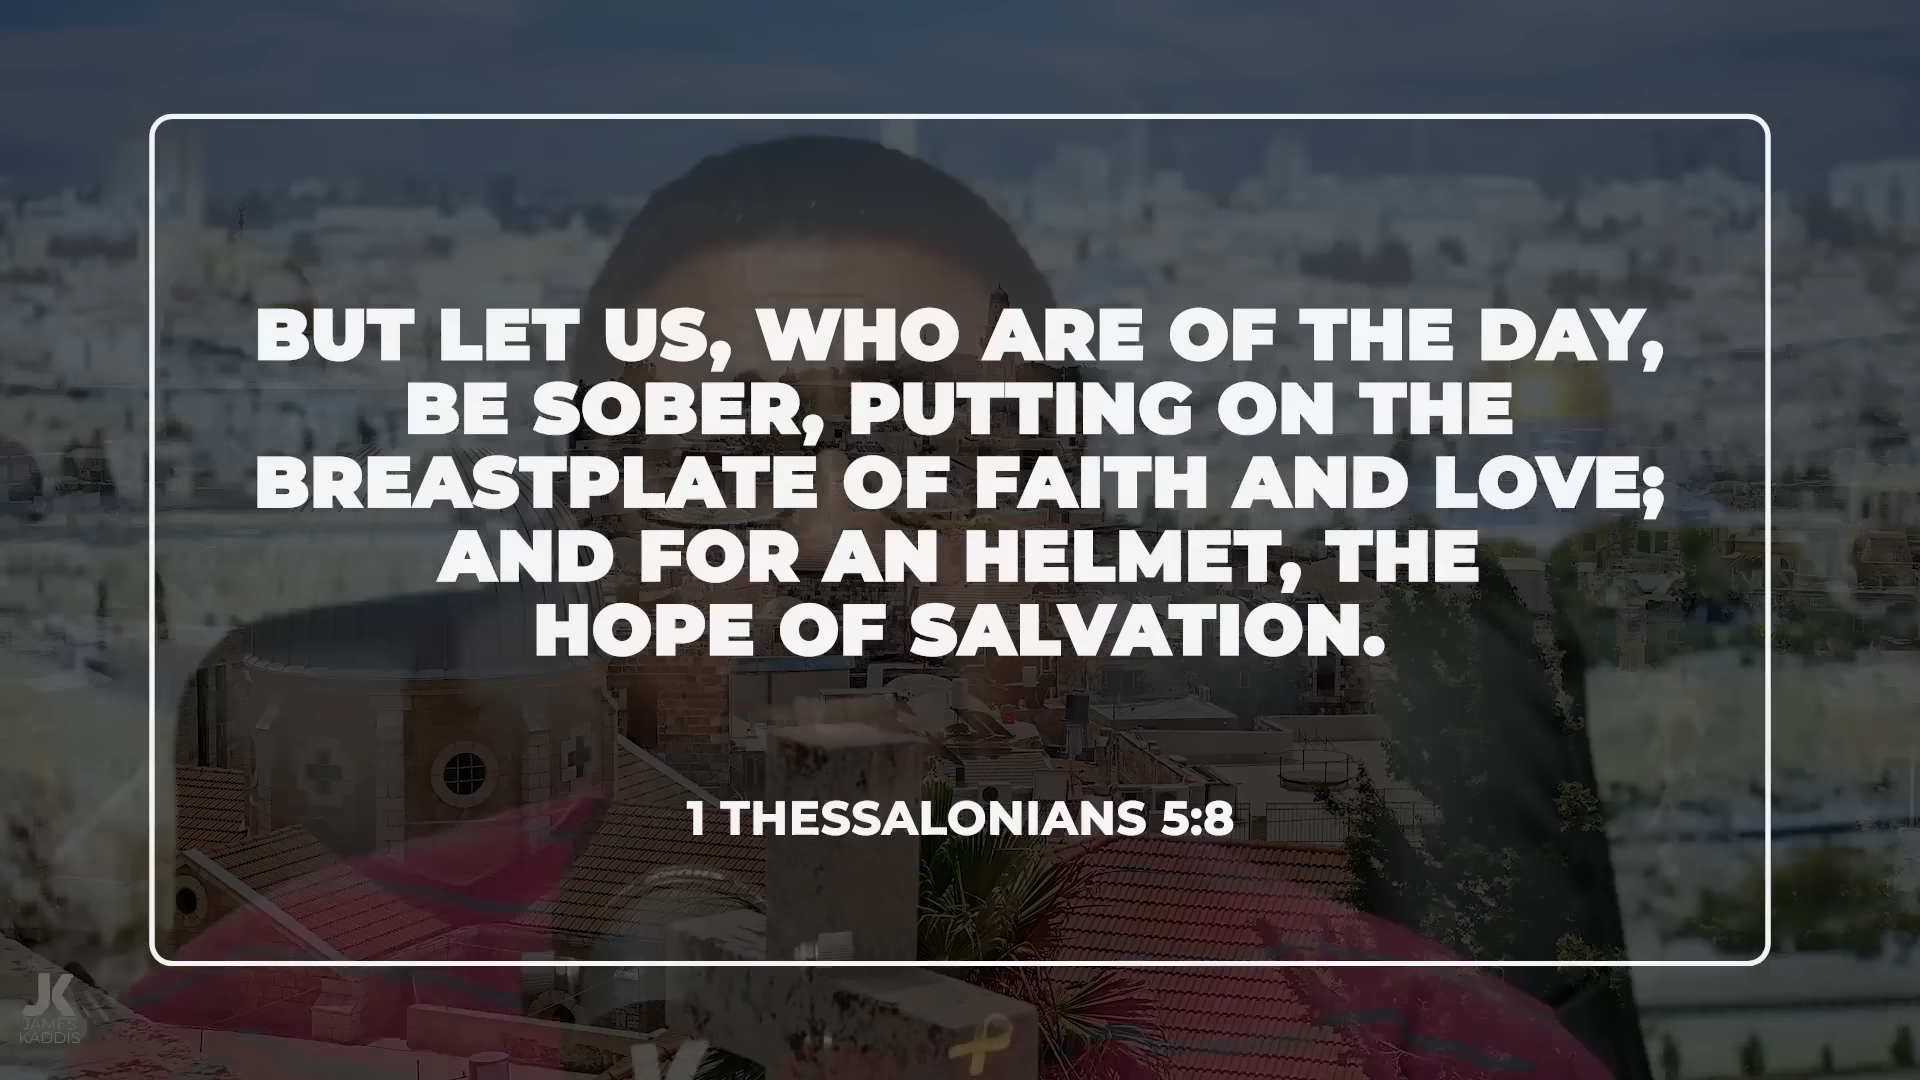 BUT LET US, WHO ARE OF THE DAY,
BE SOBER, PUTTING ON THE
BREASTPLATE OF FAITH AND LOVE;
AND FOR AN HELMET, THE
HOPE OF SALVATION.
1 THESSALONIANS 5:8
JK
JAMES
KADDIS